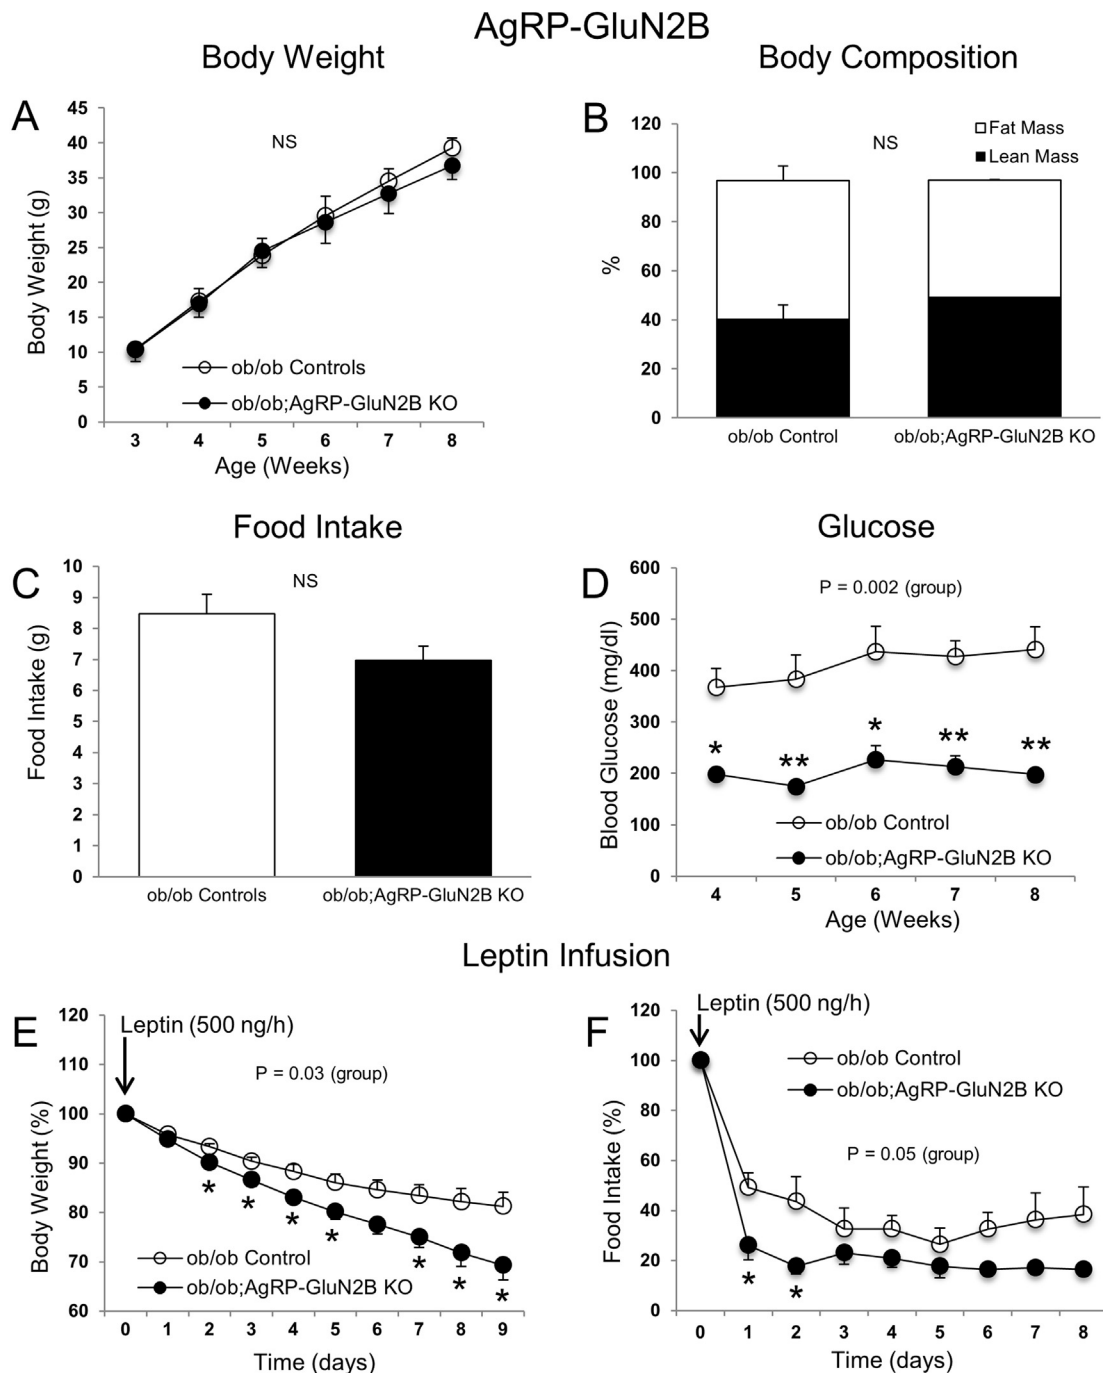 AgRP-GluN2B
Body Weight
Body Composition
A
45
40
35
30
25
20
15
10
5
0
Body Weight (g)
NS
ob/ob Controls
ob/ob;AgRP-GluN2B KO
3 4 5 6 7 8
Age (Weeks)
B
120
100
80
60
40
20
0
%
NS
Fat Mass
Lean Mass
ob/ob Control ob/ob;AgRP-GluN2B KO
Food Intake
Glucose
C
10
9
8
7
6
5
4
3
2
1
0
Food Intake (g)
NS
ob/ob Controls ob/ob;AgRP-GluN2B KO
D
600
500
400
300
200
100
0
Blood Glucose (mg/dl)
P = 0.002 (group)
* ** * ** **
ob/ob Control
ob/ob;AgRP-GluN2B KO
4 5 6 7 8
Age (Weeks)
Leptin Infusion
E
120
110
100
90
80
70
60
Body Weight (%)
Leptin (500 ng/h)
P = 0.03 (group)
* * * * * * *
ob/ob Control
ob/ob;AgRP-GluN2B KO
0 1 2 3 4 5 6 7 8 9
Time (days)
F
120
100
80
60
40
20
0
Food Intake (%)
Leptin (500 ng/h)
ob/ob Control
ob/ob;AgRP-GluN2B KO
P = 0.05 (group)
* *
0 1 2 3 4 5 6 7 8
Time (days)